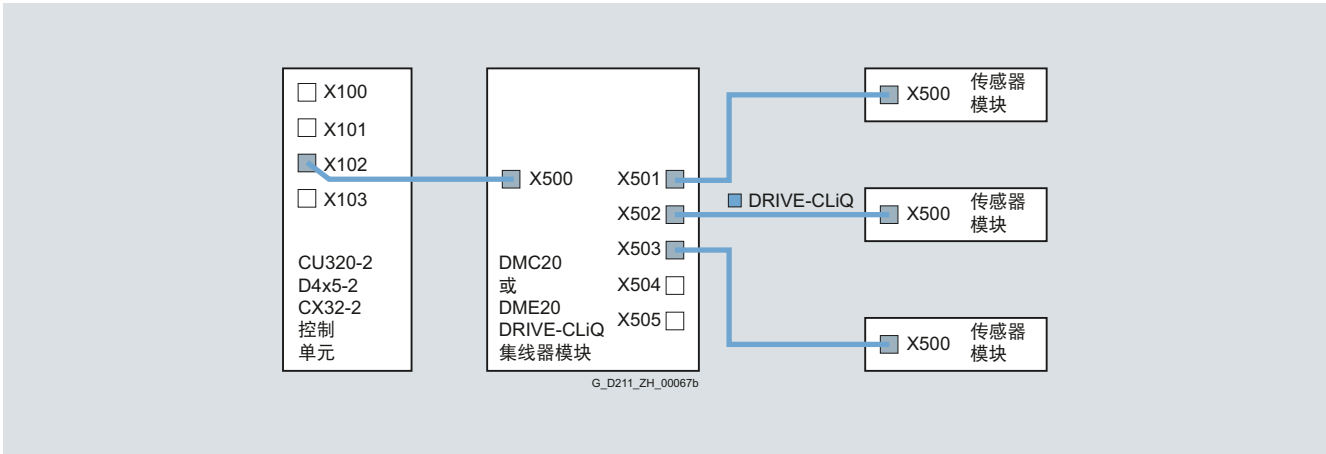 X100
X101
X102
X103
CU320-2
D4x5-2
CX32-2
控制
单元
X500
X501
X502
X503
X504
X505
DMC20
或
DME20
DRIVE-CLiQ
集线器模块
G_D211_ZH_00067b
DRIVE-CLiQ
X500
传感器
模块
X500
传感器
模块
X500
传感器
模块